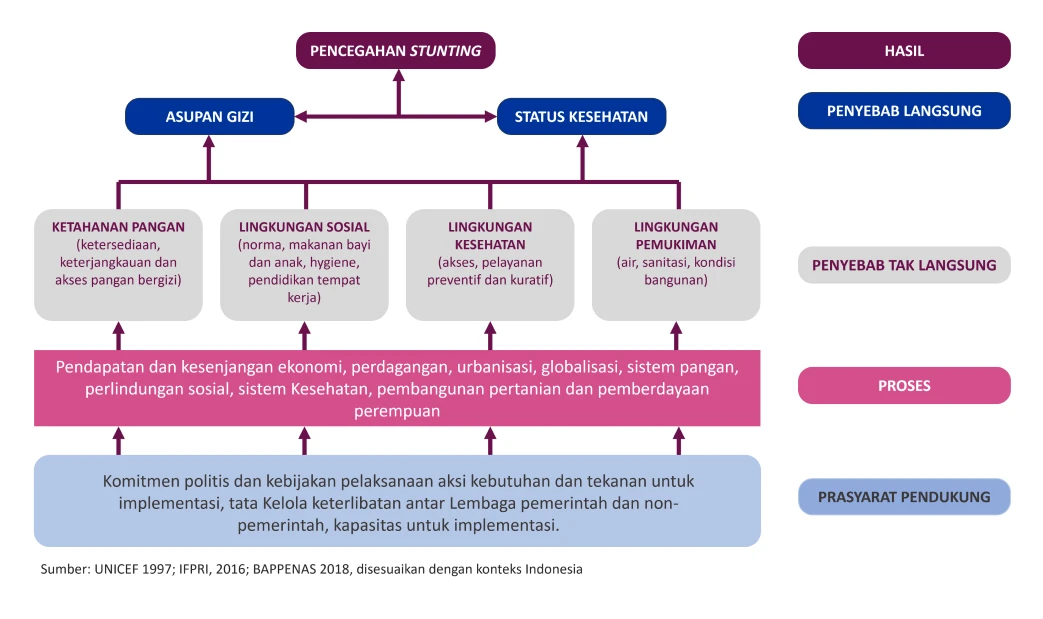 PENCEGAHAN STUNTING
HASIL
ASUPAN GIZI
STATUS KESEHATAN
PENYEBAB LANGSUNG
KETAHANAN PANGAN
(ketersediaan,
keterjangkauan dan
akses pangan bergizi)
LINGKUNGAN SOSIAL
(norma, makanan bayi
dan anak, hygiene,
pendidikan tempat
kerja)
LINGKUNGAN
KESEHATAN
(akses, pelayanan
preventif dan kuratif)
LINGKUNGAN
PEMUKIMAN
(air, sanitasi, kondisi
bangunan)
PENYEBAB TAK LANGSUNG
Pendapatan dan kesenjangan ekonomi, perdagangan, urbanisasi, globalisasi, sistem pangan,
perlindungan sosial, sistem Kesehatan, pembangunan pertanian dan pemberdayaan
perempuan
PROSES
Komitmen politis dan kebijakan pelaksanaan aksi kebutuhan dan tekanan untuk
implementasi, tata Kelola keterlibatan antar Lembaga pemerintah dan non-
pemerintah, kapasitas untuk implementasi.
PRASYARAT PENDUKUNG
Sumber: UNICEF 1997; IFPRI, 2016; BAPPENAS 2018, disesuaikan dengan konteks Indonesia